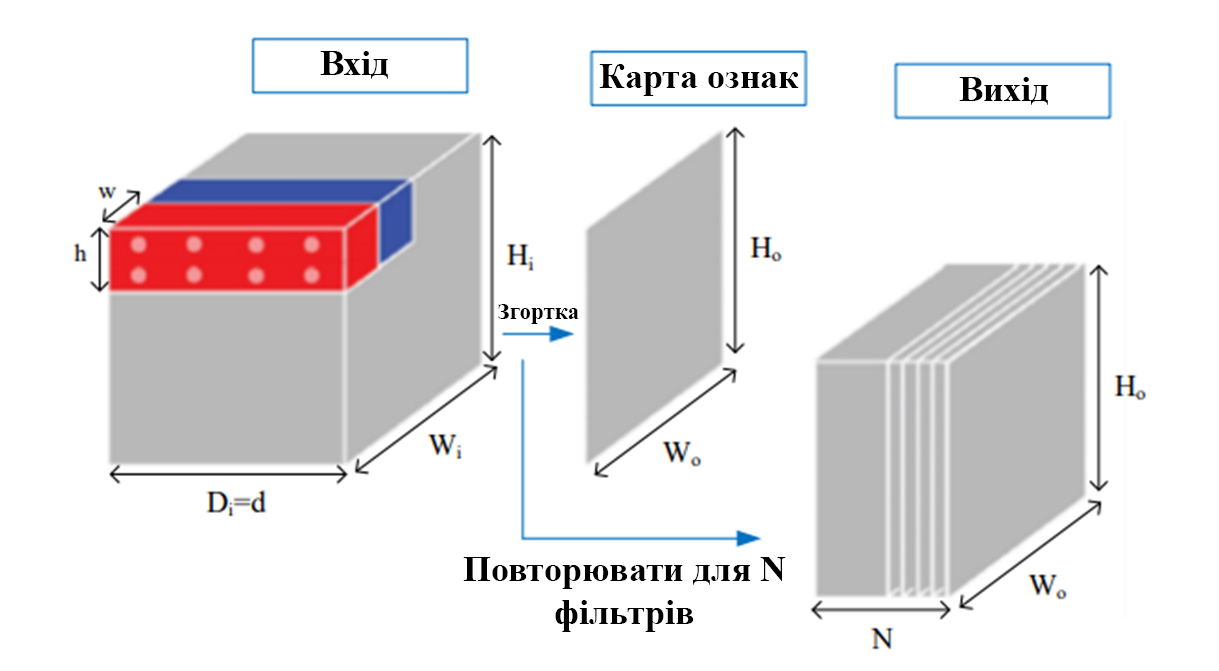 Вхід
Карта ознак
Вихід
w
h
Hᵢ
Wᵢ
Dᵢ=d
Згортка
Hₒ
Wₒ
Повторювати для N
фільтрів
Hₒ
Wₒ
N